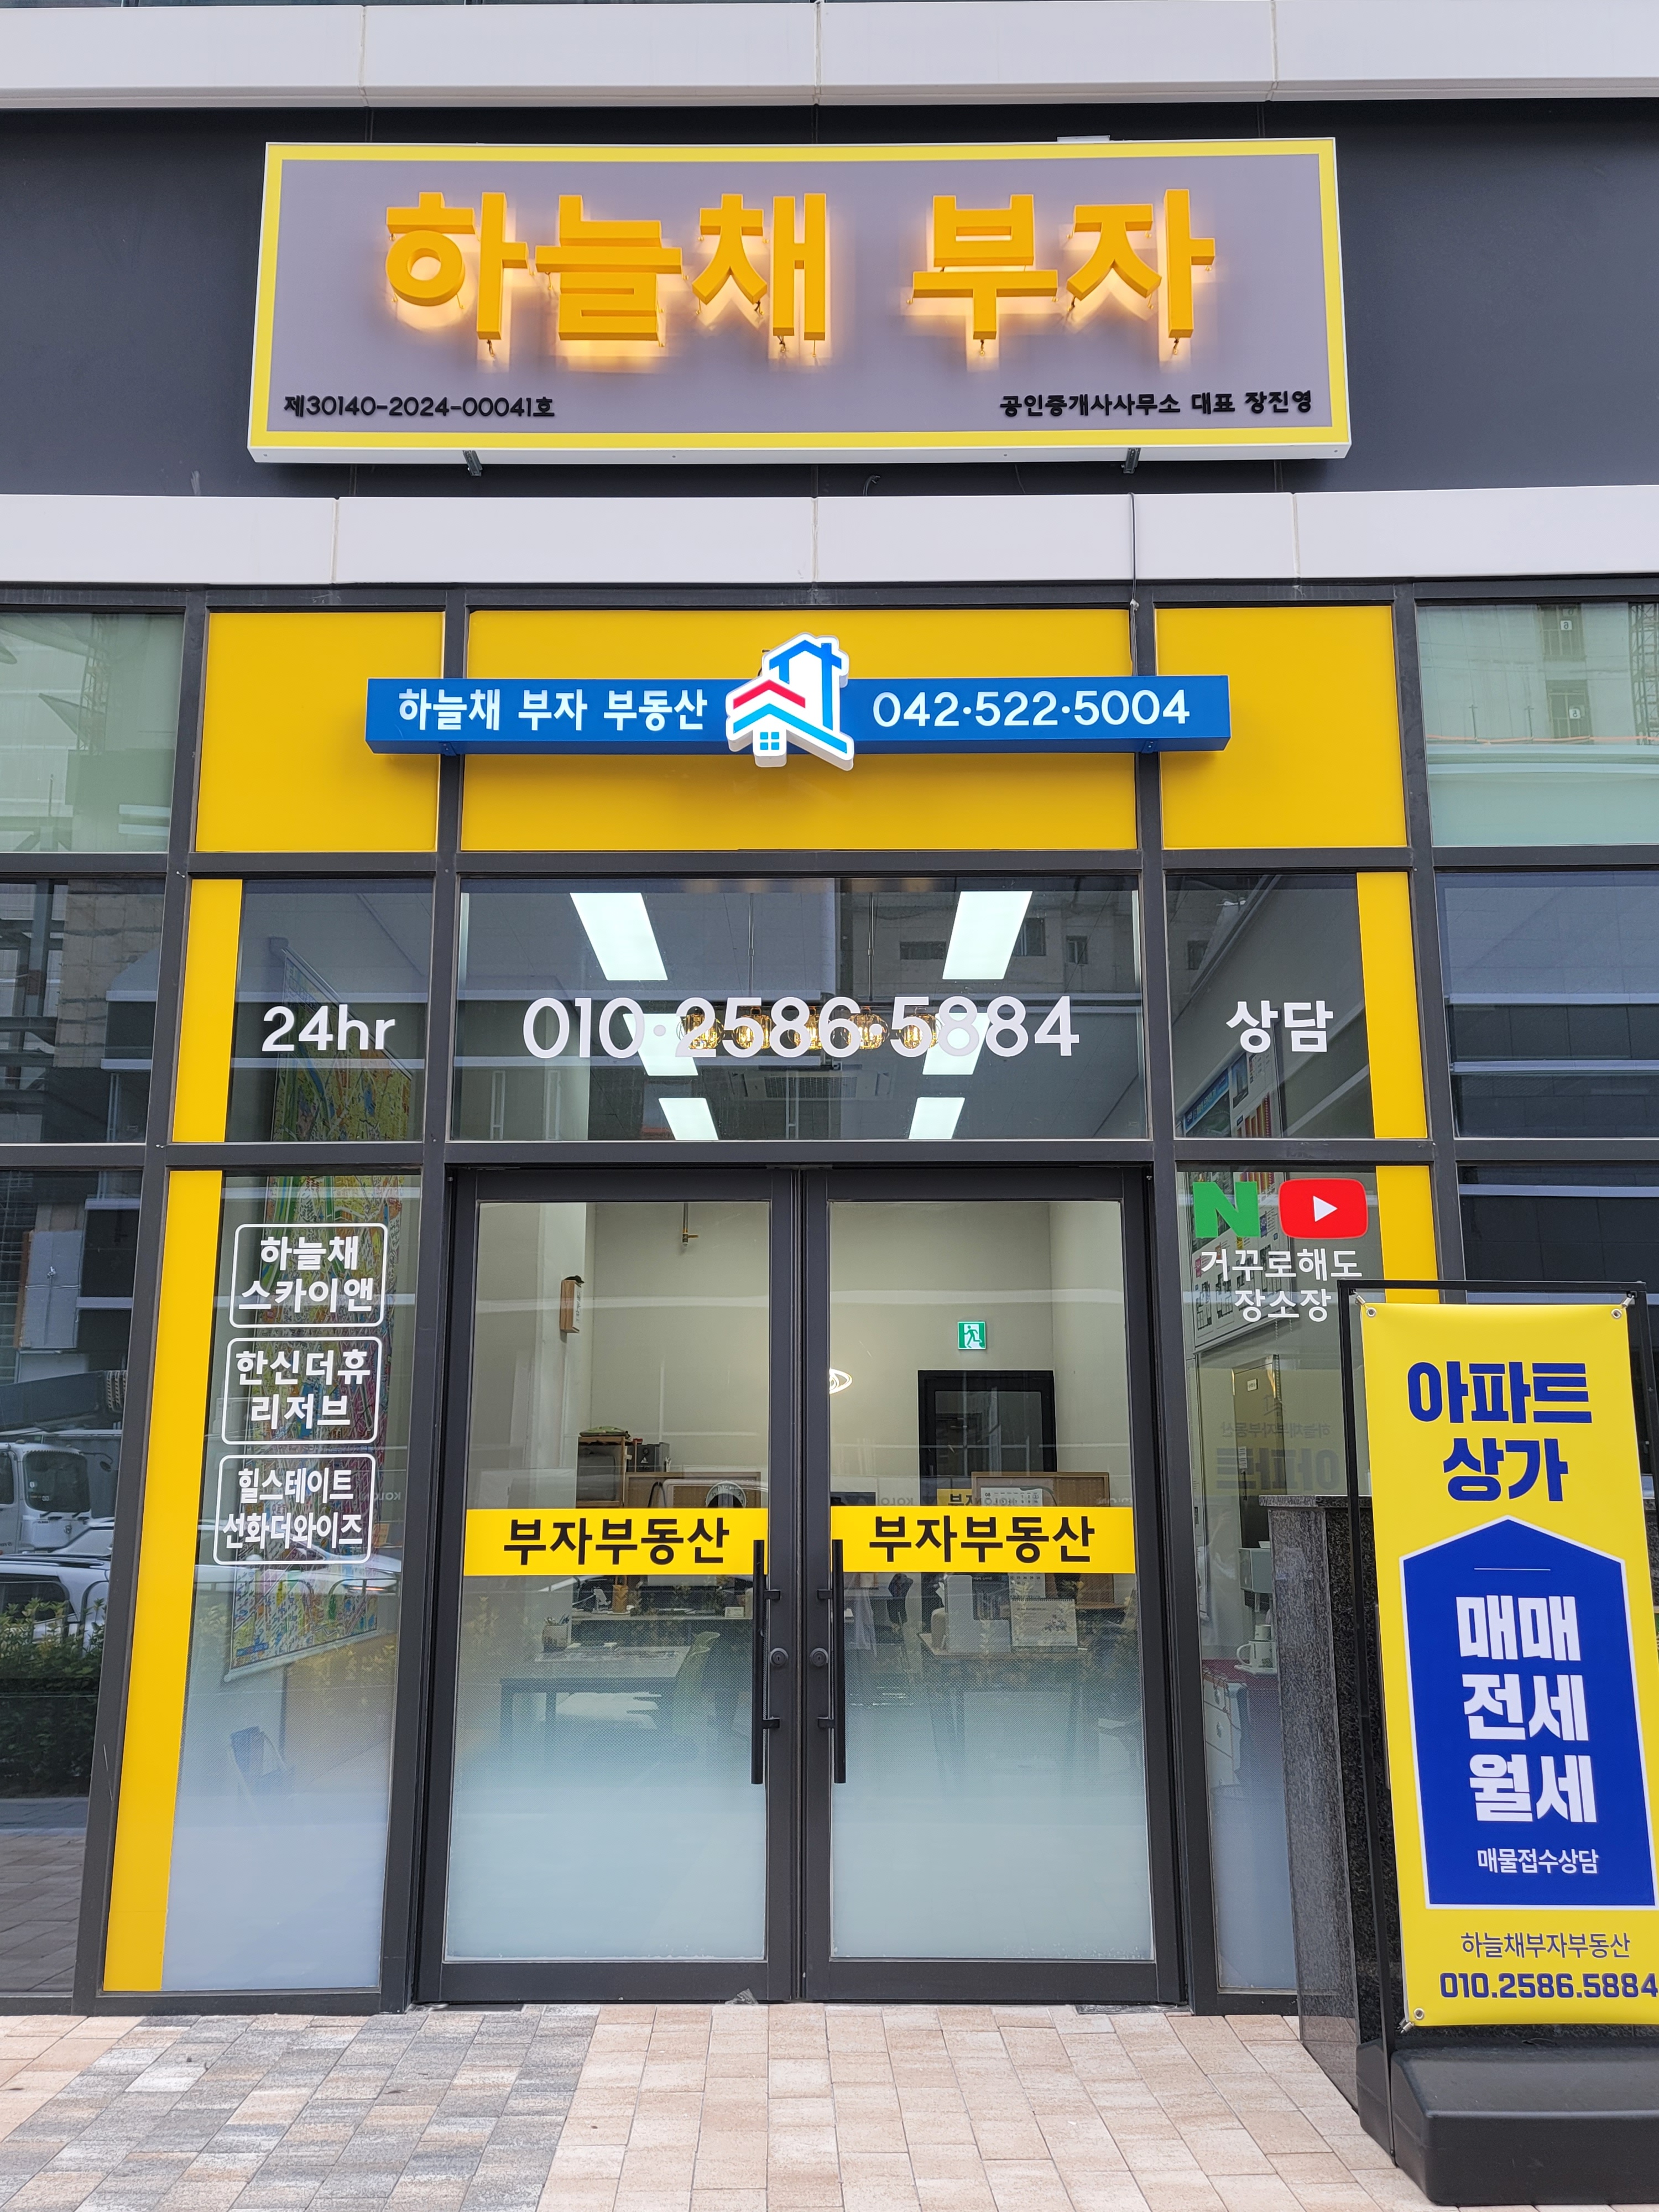 하늘채 부자
제30140-2024-00041호
공인중개사사무소 대표 장진영
하늘채 부자 부동산
042·522·5004
24hr
010·2586·5884
상담
하늘채
스카이앤
한신더휴
리저브
힐스테이트
선화더와이즈
N
거꾸로해도
장소장
부자부동산
부자부동산
아파트
상가
매매
전세
월세
매물접수상담
하늘채부자부동산
010.2586.5884